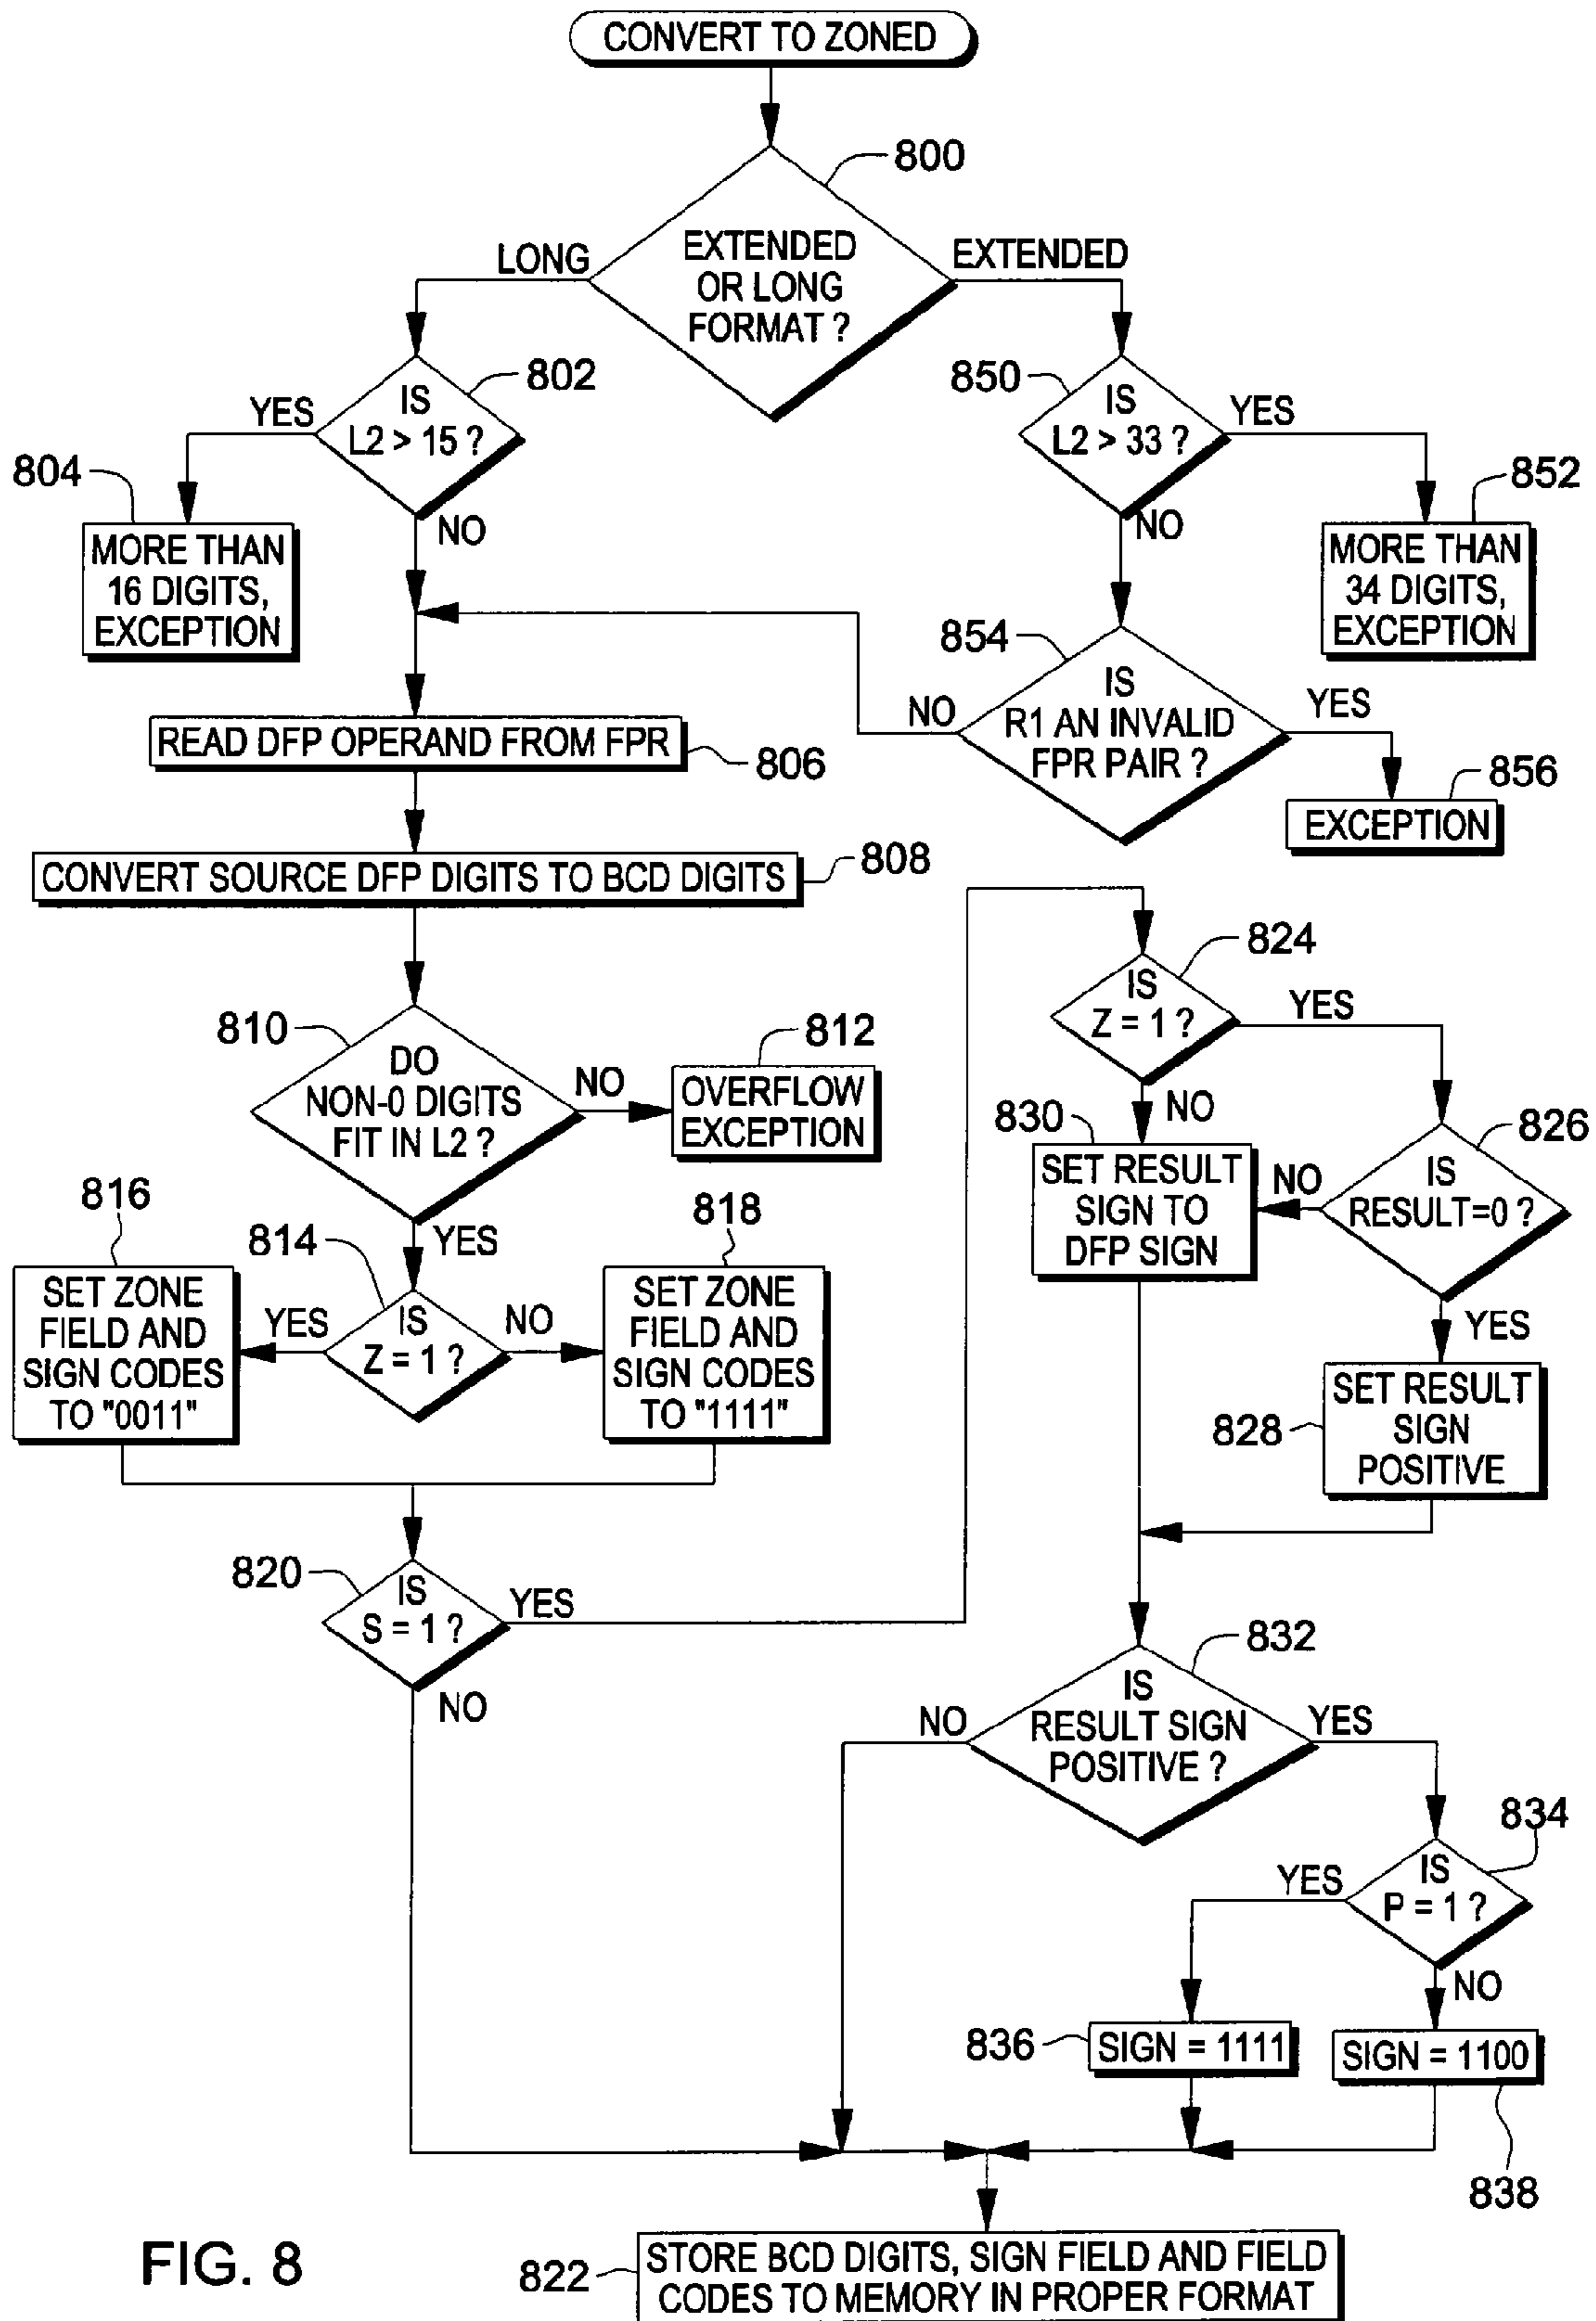 CONVERT TO ZONED
800
EXTENDED
OR LONG
FORMAT ?
LONG
EXTENDED
802
IS
L2 > 15 ?
YES
NO
804
MORE THAN
16 DIGITS,
EXCEPTION
850
IS
L2 > 33 ?
YES
NO
852
MORE THAN
34 DIGITS,
EXCEPTION
854
IS
R1 AN INVALID
FPR PAIR ?
NO
YES
856
EXCEPTION
READ DFP OPERAND FROM FPR
806
CONVERT SOURCE DFP DIGITS TO BCD DIGITS
808
810
DO
NON-0 DIGITS
FIT IN L2 ?
NO
812
OVERFLOW
EXCEPTION
YES
814
IS
Z = 1 ?
YES
NO
816
SET ZONE
FIELD AND
SIGN CODES
TO "0011"
818
SET ZONE
FIELD AND
SIGN CODES
TO "1111"
820
IS
S = 1 ?
YES
NO
824
IS
Z = 1 ?
YES
NO
826
IS
RESULT=0 ?
NO
YES
830
SET RESULT
SIGN TO
DFP SIGN
828
SET RESULT
SIGN
POSITIVE
832
IS
RESULT SIGN
POSITIVE ?
NO
YES
834
IS
P = 1 ?
YES
NO
836
SIGN = 1111
SIGN = 1100
838
822
STORE BCD DIGITS, SIGN FIELD AND FIELD
CODES TO MEMORY IN PROPER FORMAT
FIG. 8